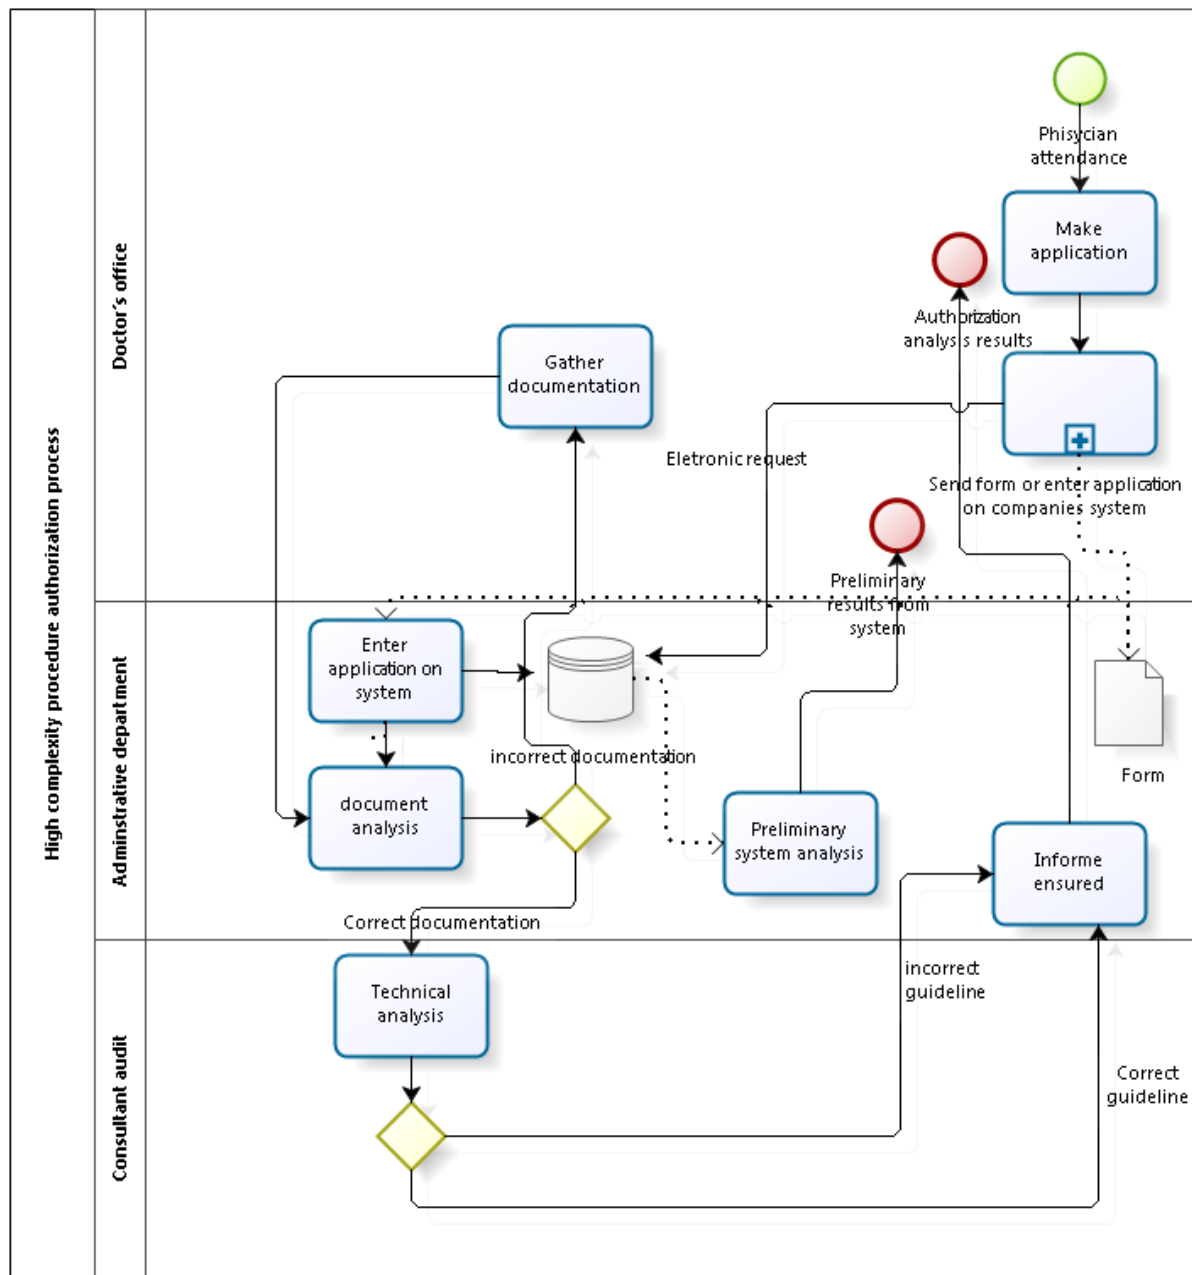 High complexity procedure authorization process
Doctor's office
Phisycian
attendance
Make
application
Authorization
analysis results
Gather
documentation
Eletronic request
Send form or enter application
on companies system
Preliminary
results from
system
Adminstrative department
Enter
application on
system
incorrect documentation
Form
document
analysis
Preliminary
system analysis
Informe
ensured
Correct documentation
Consultant audit
Technical
analysis
incorrect
guideline
Correct
guideline